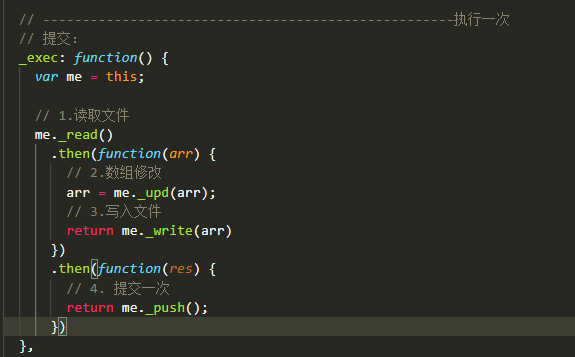 // ---------------------------------------------------执行一次
// 提交:
_exec: function() {
var me = this;
// 1.读取文件
me._read()
.then(function(arr) {
// 2.数组修改
arr = me._upd(arr);
// 3.写入文件
return me._write(arr)
})
.then(function(res) {
// 4. 提交一次
return me._push();
})
},